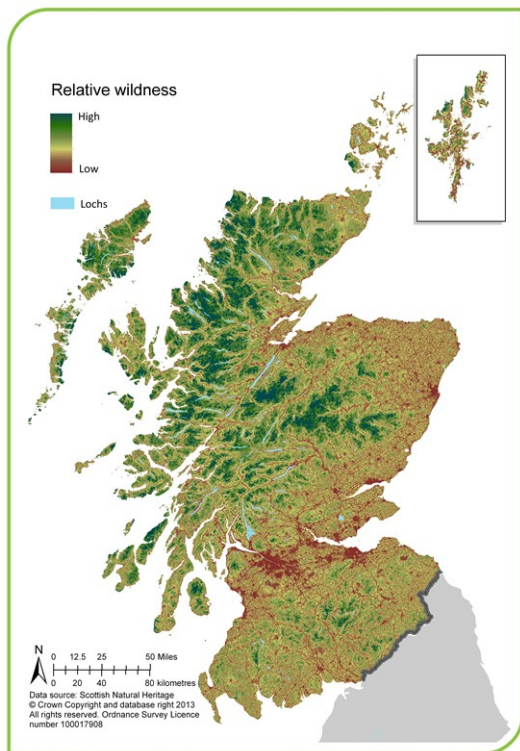 Relative wildness
High
Low
Lochs
N
0 12.5 25 50 Miles
0 20 40 80 kilometres
Data source: Scottish Natural Heritage
© Crown Copyright and database right 2013
All rights reserved. Ordnance Survey Licence
number 100017908